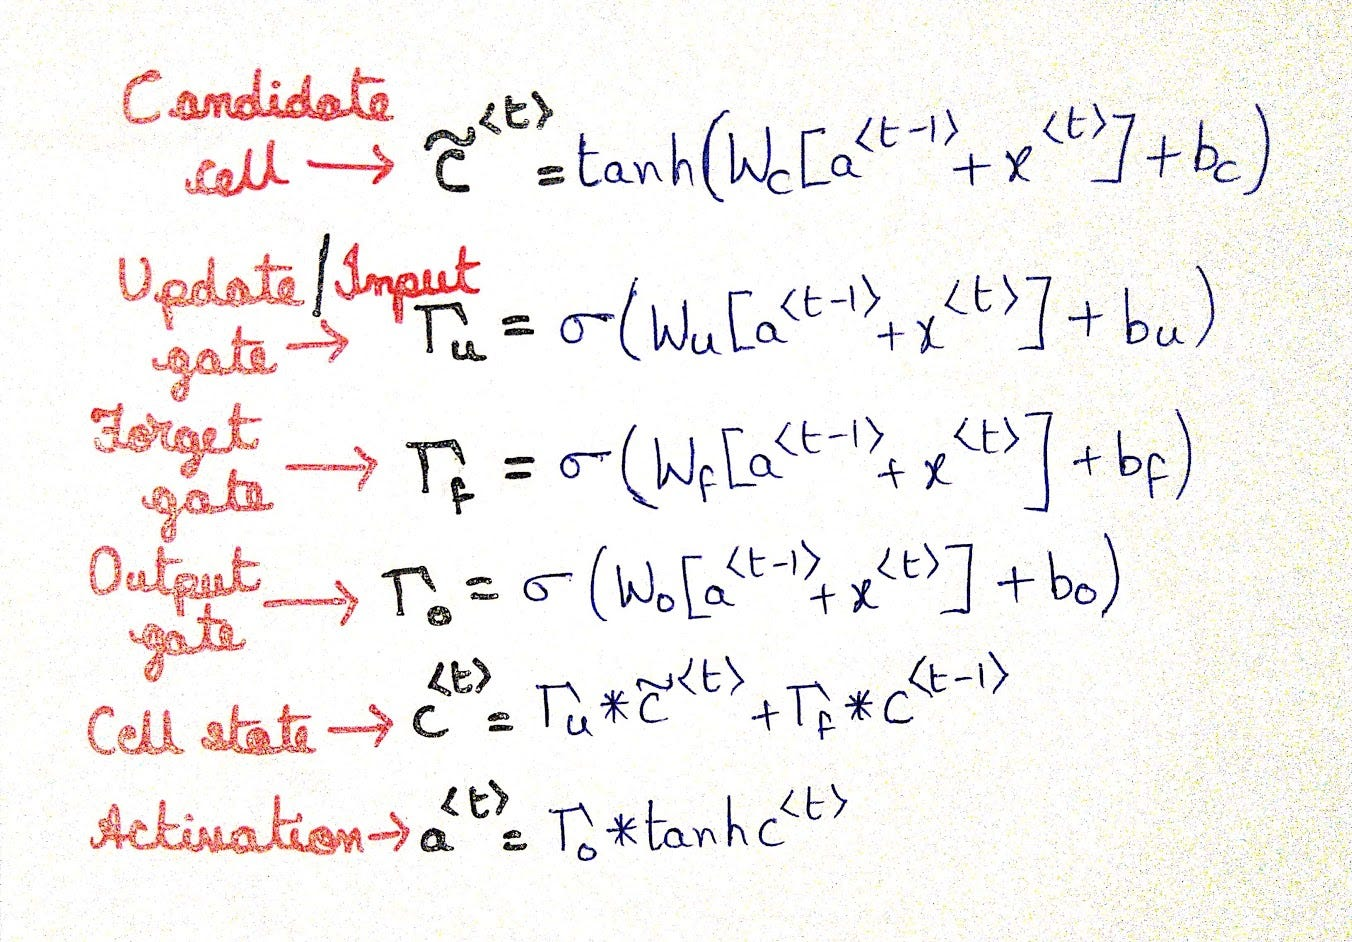 Candidate cell → c̃^<t> = tanh(W_c[a^<t-1> + x^<t>] + b_c)
Update/Input gate → Γ_u = σ(W_u[a^<t-1> + x^<t>] + b_u)
Forget gate → Γ_f = σ(W_f[a^<t-1> + x^<t>] + b_f)
Output gate → Γ_o = σ(W_o[a^<t-1> + x^<t>] + b_o)
Cell state → c^<t> = Γ_u * c̃^<t> + Γ_f * c^<t-1>
Activation → a^<t> = Γ_o * tanh c^<t>